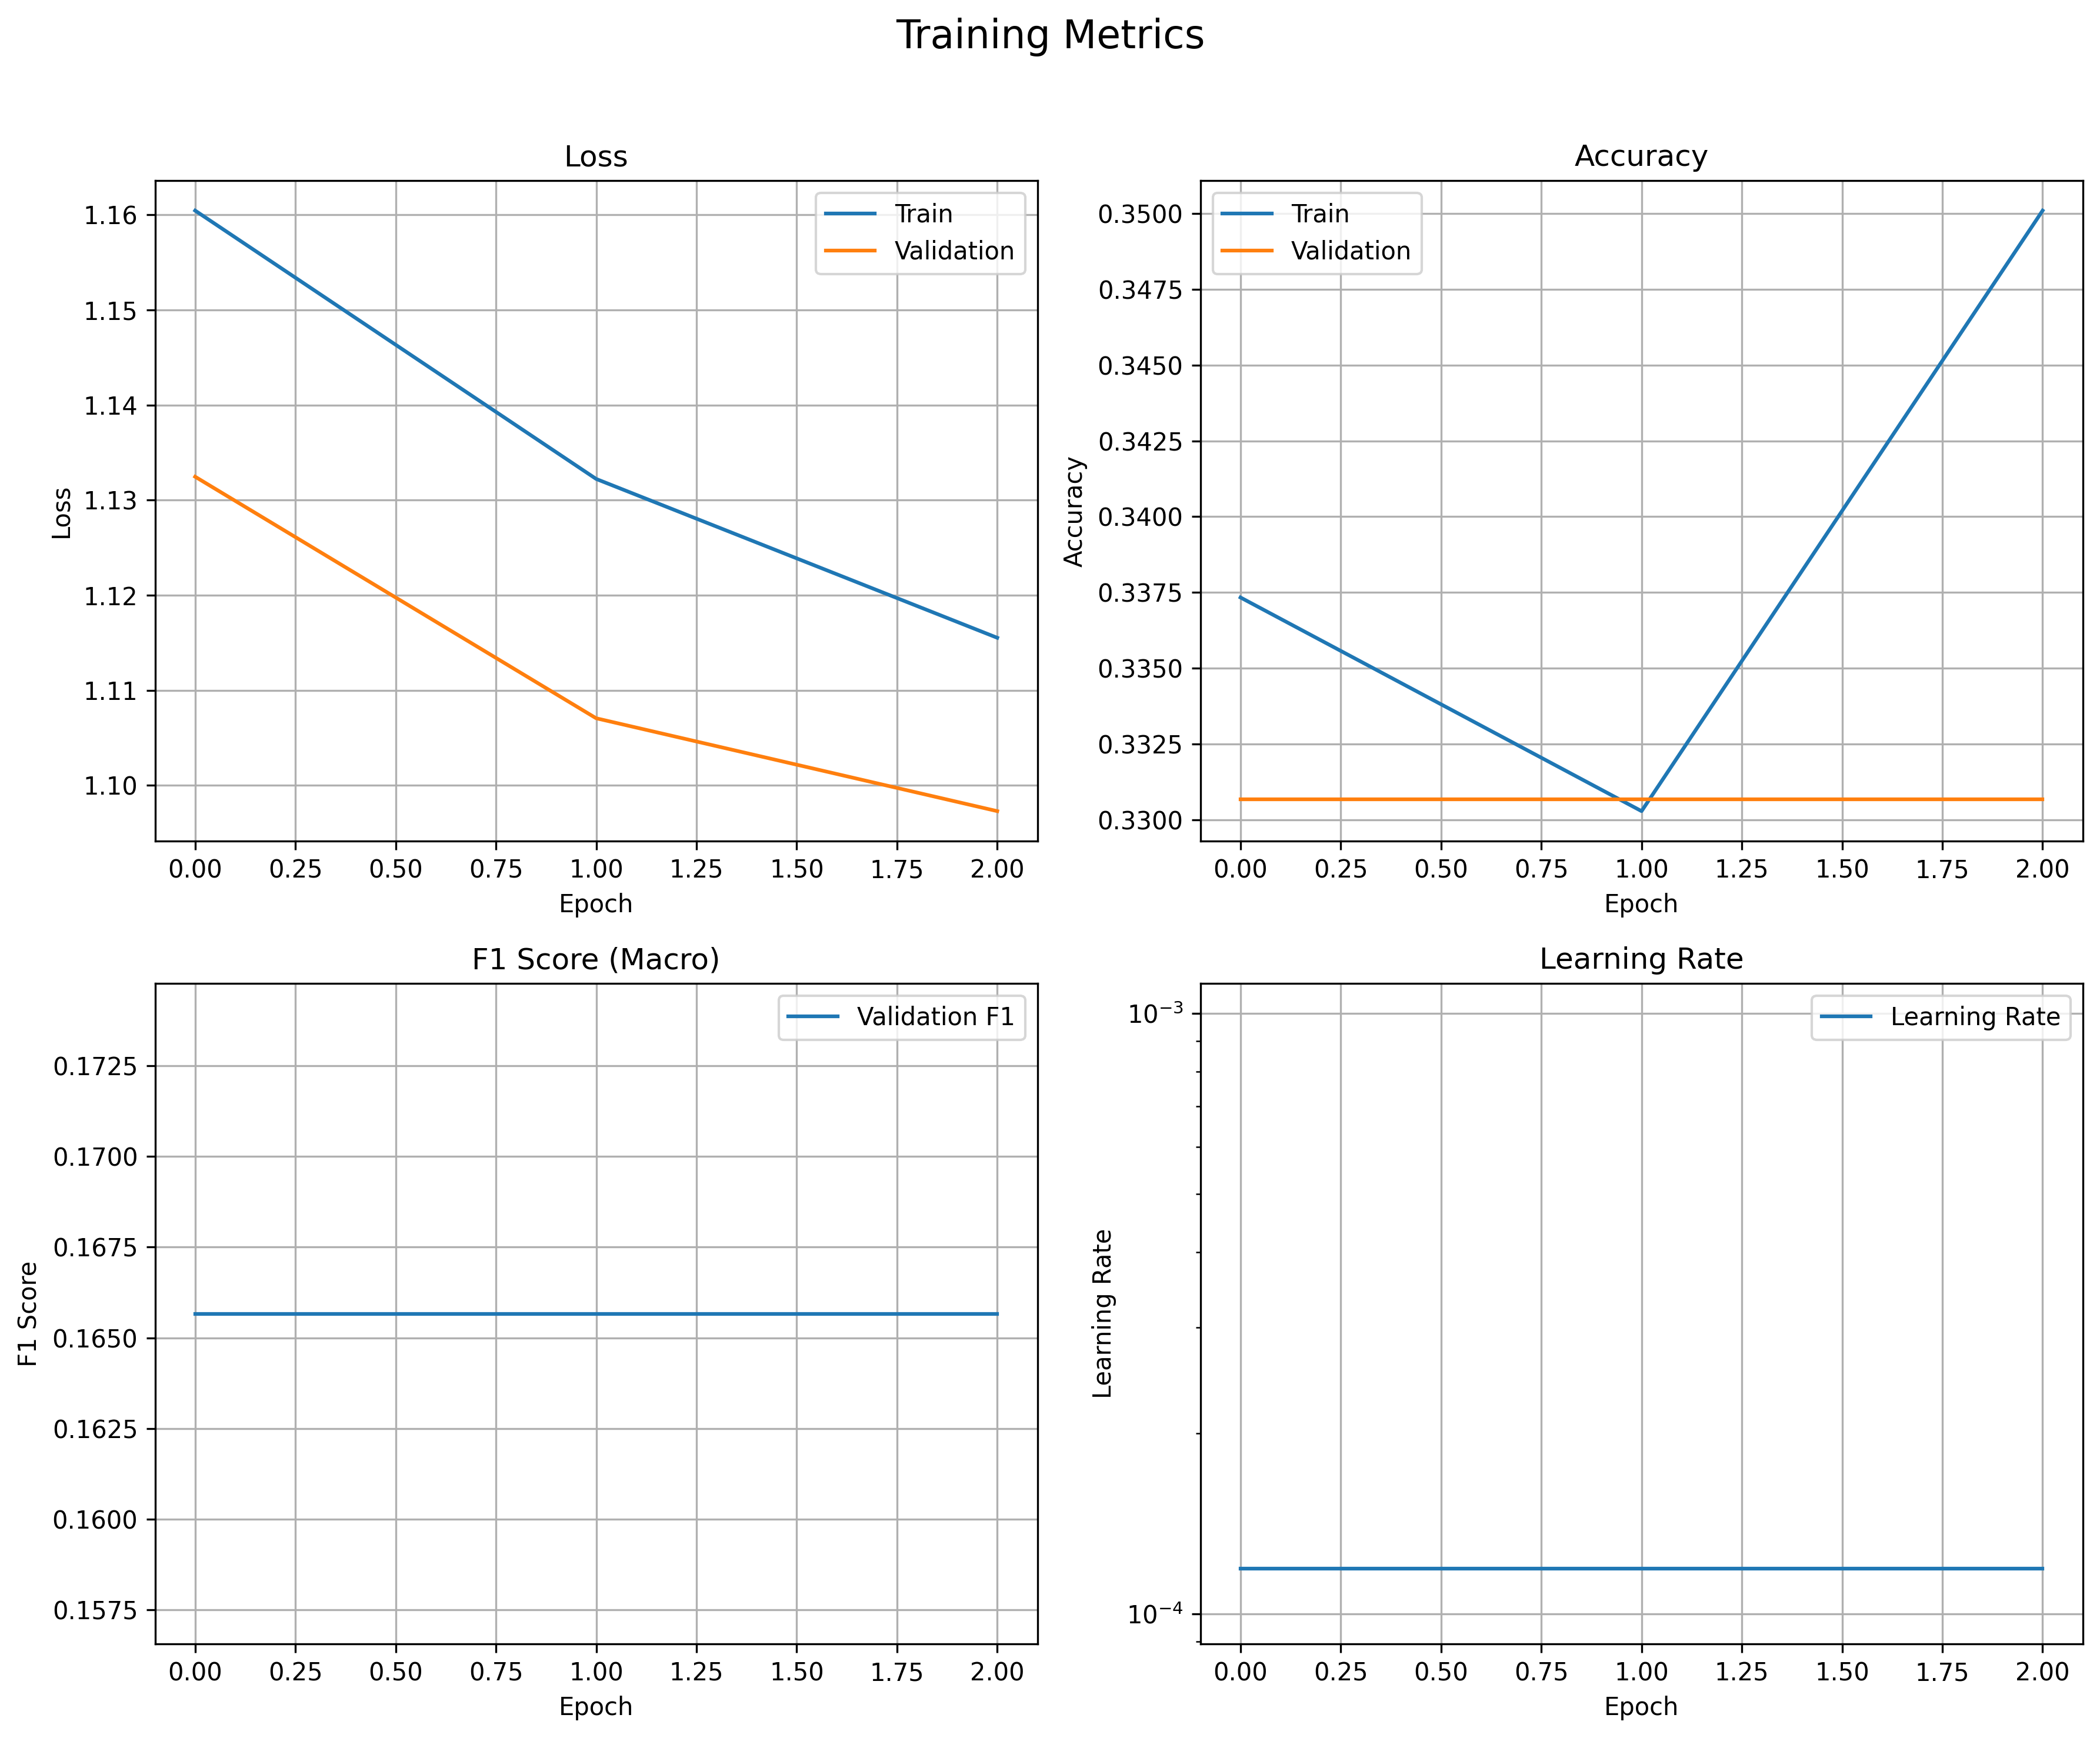 Training Metrics
Loss
Train
Validation
1.16
1.15
1.14
1.13
1.12
1.11
1.10
Loss
0.00 0.25 0.50 0.75 1.00 1.25 1.50 1.75 2.00
Epoch
Accuracy
Train
Validation
0.3500
0.3475
0.3450
0.3425
0.3400
0.3375
0.3350
0.3325
0.3300
Accuracy
0.00 0.25 0.50 0.75 1.00 1.25 1.50 1.75 2.00
Epoch
F1 Score (Macro)
Validation F1
0.1725
0.1700
0.1675
0.1650
0.1625
0.1600
0.1575
F1 Score
0.00 0.25 0.50 0.75 1.00 1.25 1.50 1.75 2.00
Epoch
Learning Rate
Learning Rate
10⁻³
10⁻⁴
Learning Rate
0.00 0.25 0.50 0.75 1.00 1.25 1.50 1.75 2.00
Epoch